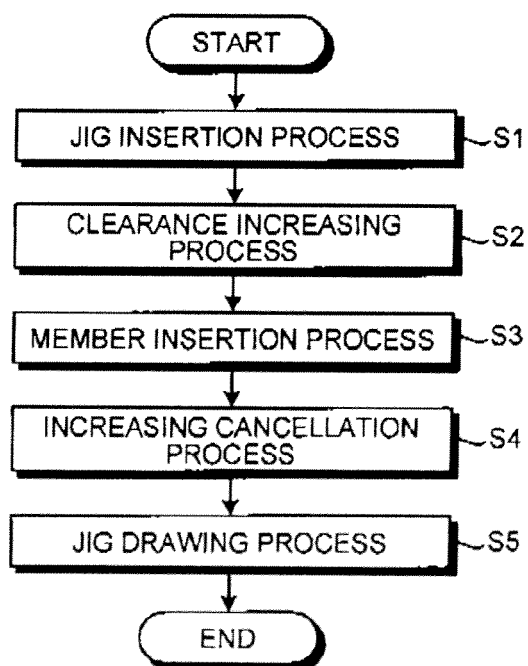 START
JIG INSERTION PROCESS
S1
CLEARANCE INCREASING
PROCESS
S2
MEMBER INSERTION PROCESS
S3
INCREASING CANCELLATION
PROCESS
S4
JIG DRAWING PROCESS
S5
END